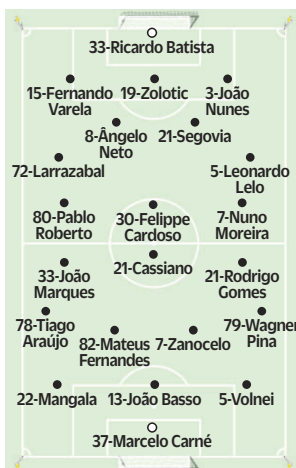 33-Ricardo Batista
15-Fernando
Varela
19-Zolotic
3-João
Nunes
8-Ângelo
Neto
21-Segovia
72-Larrazabal
5-Leonardo
Lelo
80-Pablo
Roberto
30-Felippe
Cardoso
7-Nuno
Moreira
21-Cassiano
33-João
Marques
21-Rodrigo
Gomes
78-Tiago
Araújo
82-Mateus
Fernandes
7-Zanocelo
79-Wagner
Pina
22-Mangala
13-João Basso
5-Volnei
37-Marcelo Carné